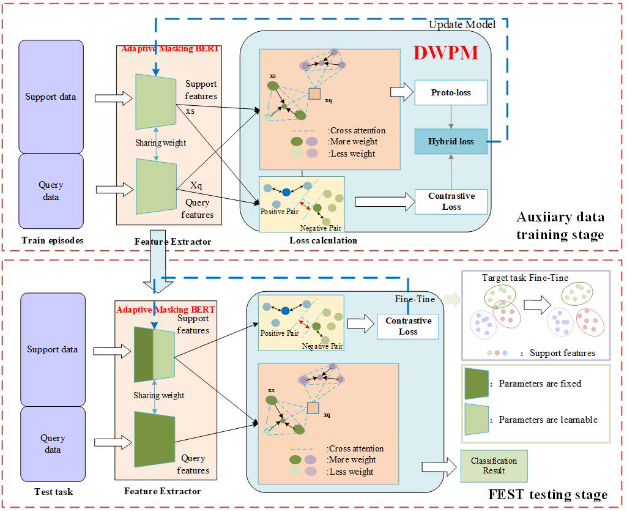 Update Model
Adaptive Masking BERT
DWPM
Support data
Support
features
xs
xs
xq
Proto-loss
Sharing weight
Cross attention
:More weight
:Less weight
Hybrid loss
Query
data
Xq
Query
features
Positive Pair
Negative Pair
Contrastive
Loss
Auxiiary data
training stage
Train episodes
Feature Extractor
Loss calculation
Adaptive Masking BERT
Support
features
Positive Pair
Negative Pair
Fine-Tine
Contrastive
Loss
Target task Fine-Tine
: Support features
Support data
Sharing weight
xs
xq
: Parameters are fixed
: Parameters are learnable
Query
data
Query
features
:Cross attention
:More weight
:Less weight
Classification
Result
Test task
Feature Extractor
FEST testing stage